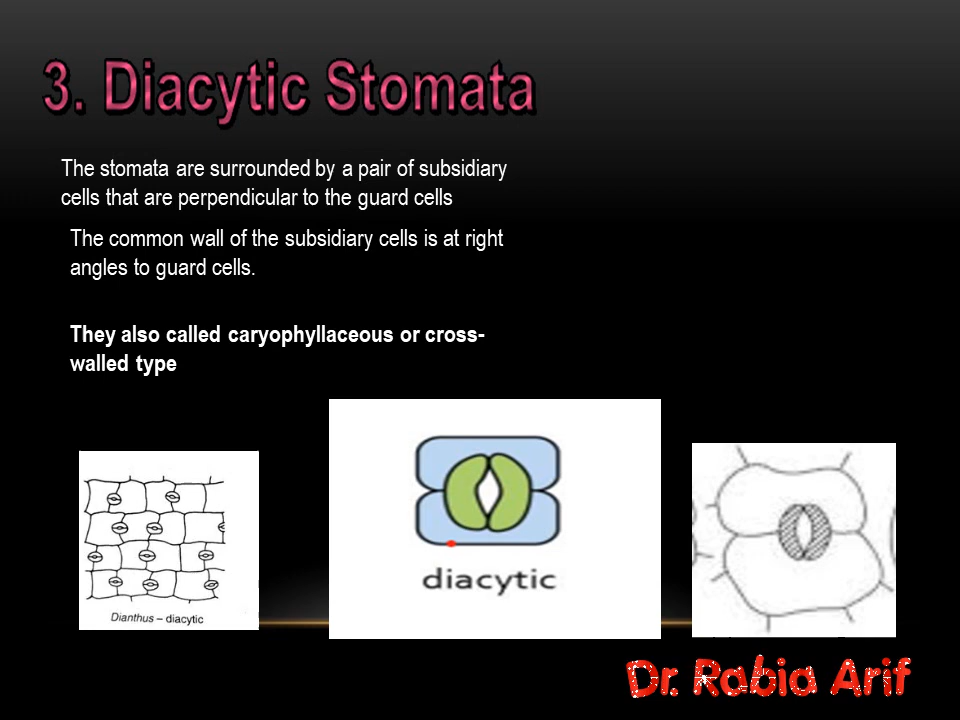 3. Diacytic Stomata
The stomata are surrounded by a pair of subsidiary
cells that are perpendicular to the guard cells
The common wall of the subsidiary cells is at right
angles to guard cells.
They also called caryophyllaceous or cross-
walled type
Dianthus – diacytic
diacytic
Dr. Rabia Arif